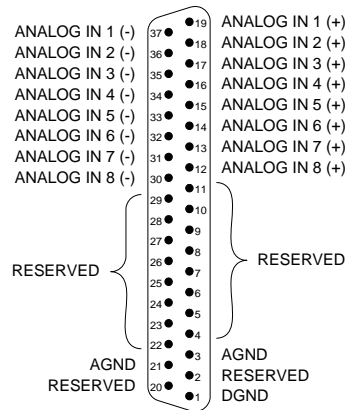 19 ANALOG IN 1 (+)
ANALOG IN 1 (-) 37
18 ANALOG IN 2 (+)
ANALOG IN 2 (-) 36
17 ANALOG IN 3 (+)
ANALOG IN 3 (-) 35
16 ANALOG IN 4 (+)
ANALOG IN 4 (-) 34
15 ANALOG IN 5 (+)
ANALOG IN 5 (-) 33
14 ANALOG IN 6 (+)
ANALOG IN 6 (-) 32
13 ANALOG IN 7 (+)
ANALOG IN 7 (-) 31
12 ANALOG IN 8 (+)
ANALOG IN 8 (-) 30
11
29
10
28
9
27
8
26
RESERVED
7
RESERVED
25
6
24
5
23
4
22
3 AGND
AGND 21
2 RESERVED
RESERVED 20
1 DGND